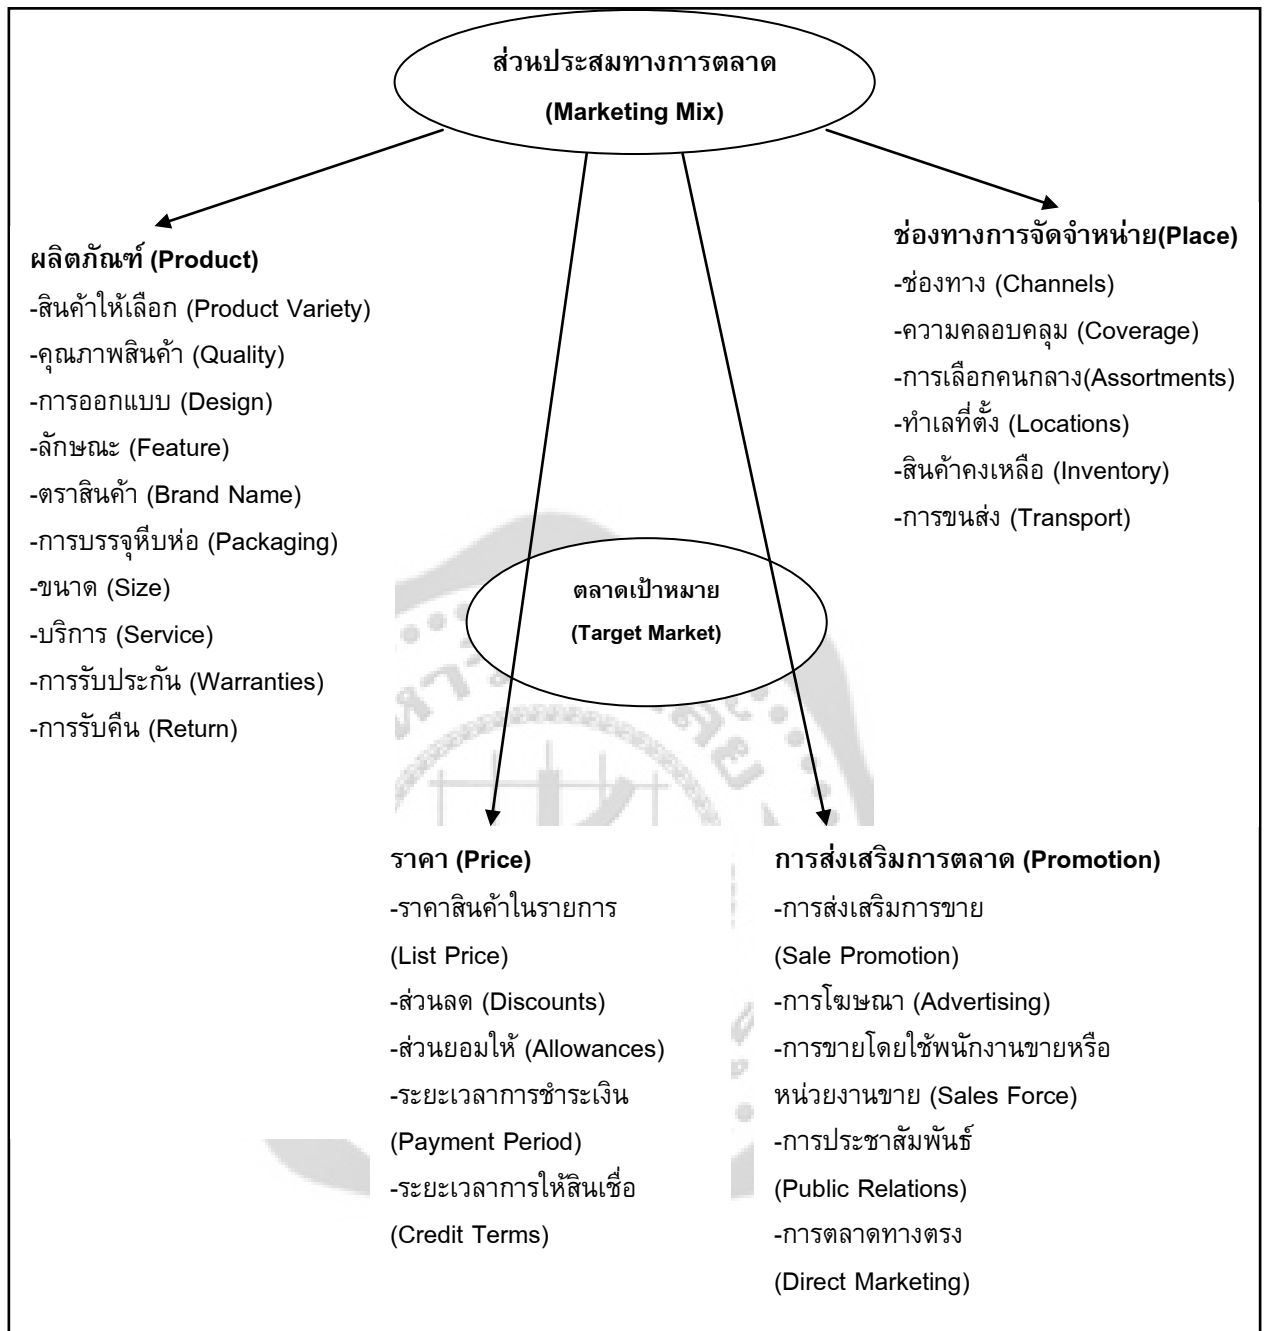 ส่วนประสมทางการตลาด
(Marketing Mix)
ผลิตภัณฑ์ (Product)
-สินค้าให้เลือก (Product Variety)
-คุณภาพสินค้า (Quality)
-การออกแบบ (Design)
-ลักษณะ (Feature)
-ตราสินค้า (Brand Name)
-การบรรจุหีบห่อ (Packaging)
-ขนาด (Size)
-บริการ (Service)
-การรับประกัน (Warranties)
-การรับคืน (Return)
ช่องทางการจัดจำหน่าย(Place)
-ช่องทาง (Channels)
-ความคลอบคลุม (Coverage)
-การเลือกคนกลาง(Assortments)
-ทำเลที่ตั้ง (Locations)
-สินค้าคงเหลือ (Inventory)
-การขนส่ง (Transport)
ตลาดเป้าหมาย
(Target Market)
ราคา (Price)
-ราคาสินค้าในรายการ
(List Price)
-ส่วนลด (Discounts)
-ส่วนยอมให้ (Allowances)
-ระยะเวลาการชำระเงิน
(Payment Period)
-ระยะเวลาการให้สินเชื่อ
(Credit Terms)
การส่งเสริมการตลาด (Promotion)
-การส่งเสริมการขาย
(Sale Promotion)
-การโฆษณา (Advertising)
-การขายโดยใช้พนักงานขายหรือ
หน่วยงานขาย (Sales Force)
-การประชาสัมพันธ์
(Public Relations)
-การตลาดทางตรง
(Direct Marketing)